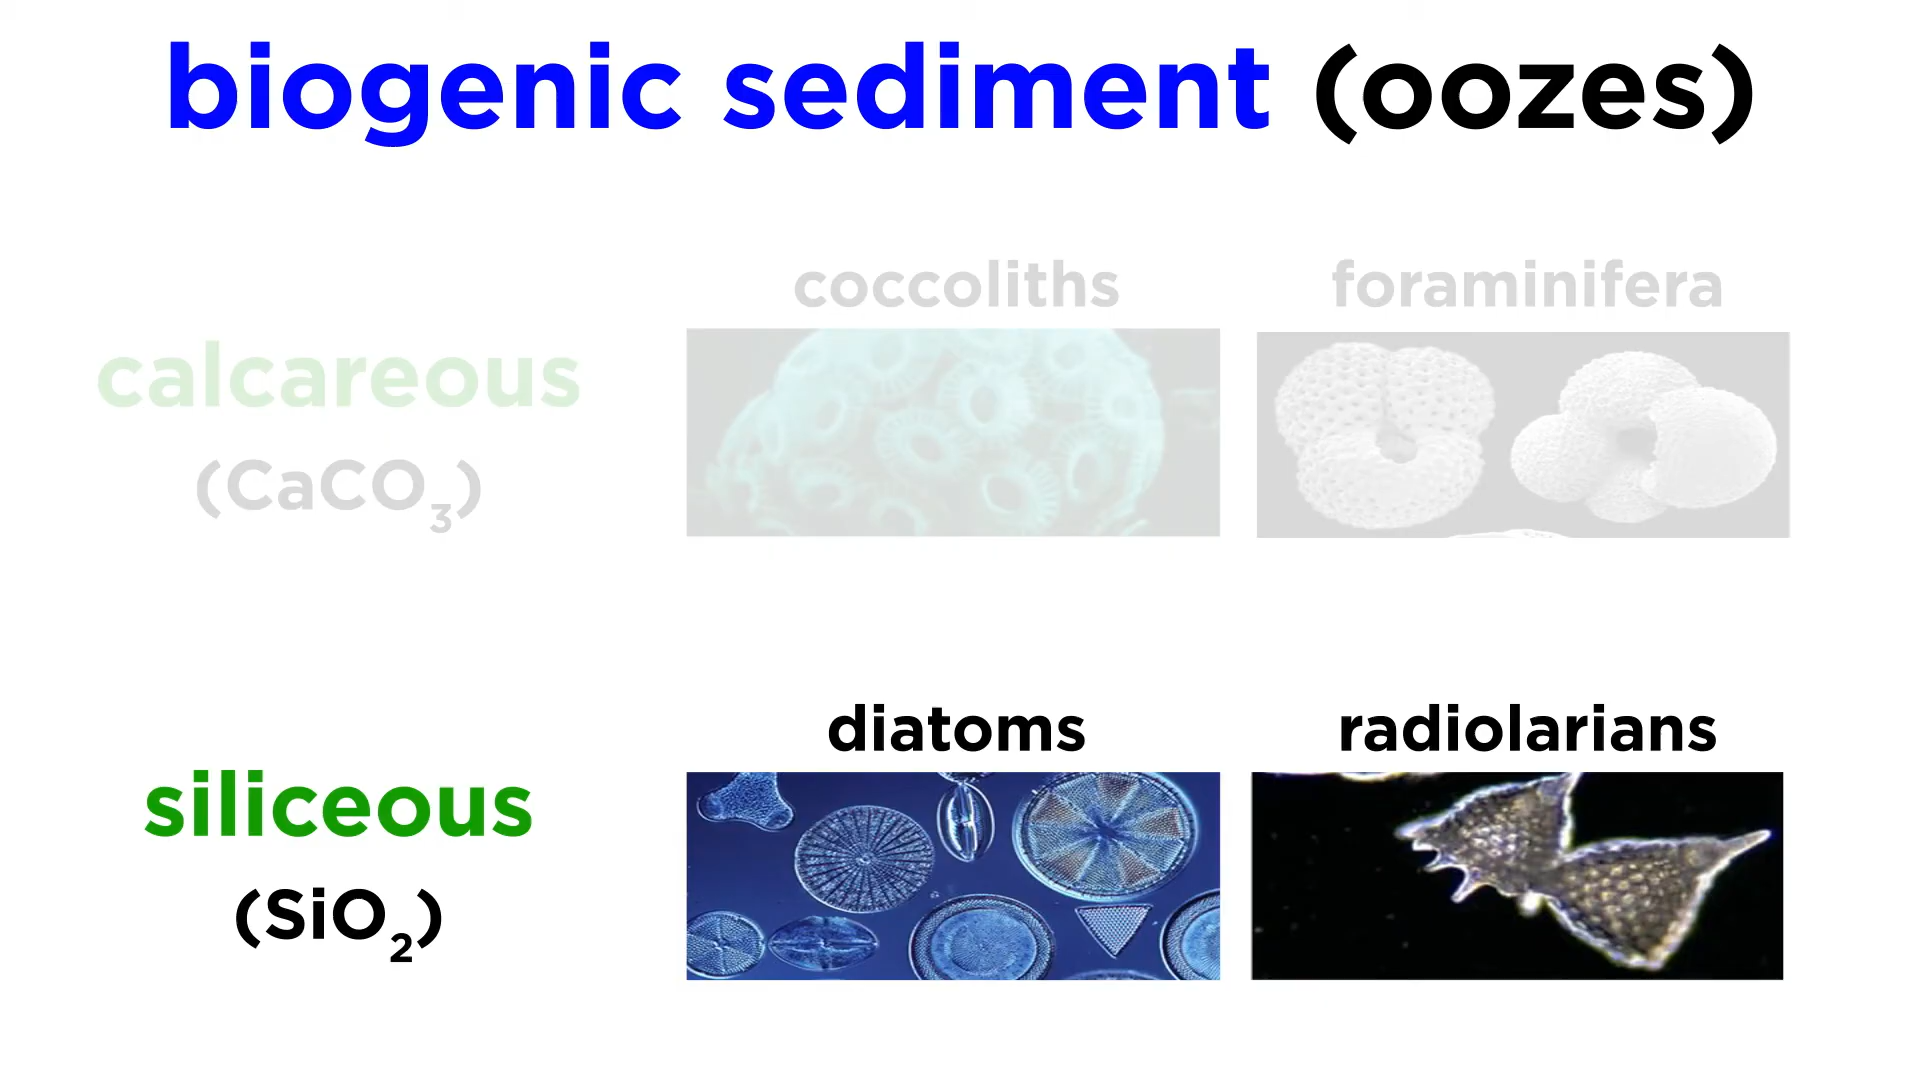 biogenic sediment (oozes)
coccoliths
foraminifera
calcareous
(CaCO₃)
diatoms
radiolarians
siliceous
(SiO₂)